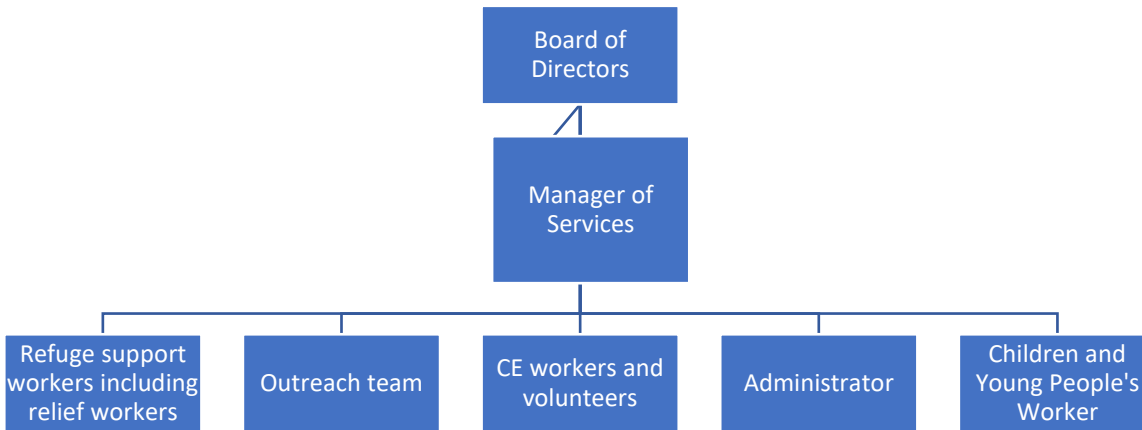 Board of
Directors
Manager of
Services
Refuge support
workers including
relief workers
Outreach team
CE workers and
volunteers
Administrator
Children and
Young People's
Worker